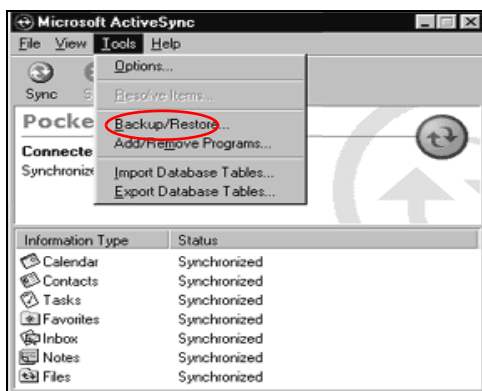 Microsoft ActiveSync
File View Tools Help
Options...
Sync
Resolve Items...
Pocke
Backup/Restore...
Connecte
Add/Remove Programs...
Synchronize
Import Database Tables...
Export Database Tables...
Information Type Status
Calendar Synchronized
Contacts Synchronized
Tasks Synchronized
Favorites Synchronized
Inbox Synchronized
Notes Synchronized
Files Synchronized